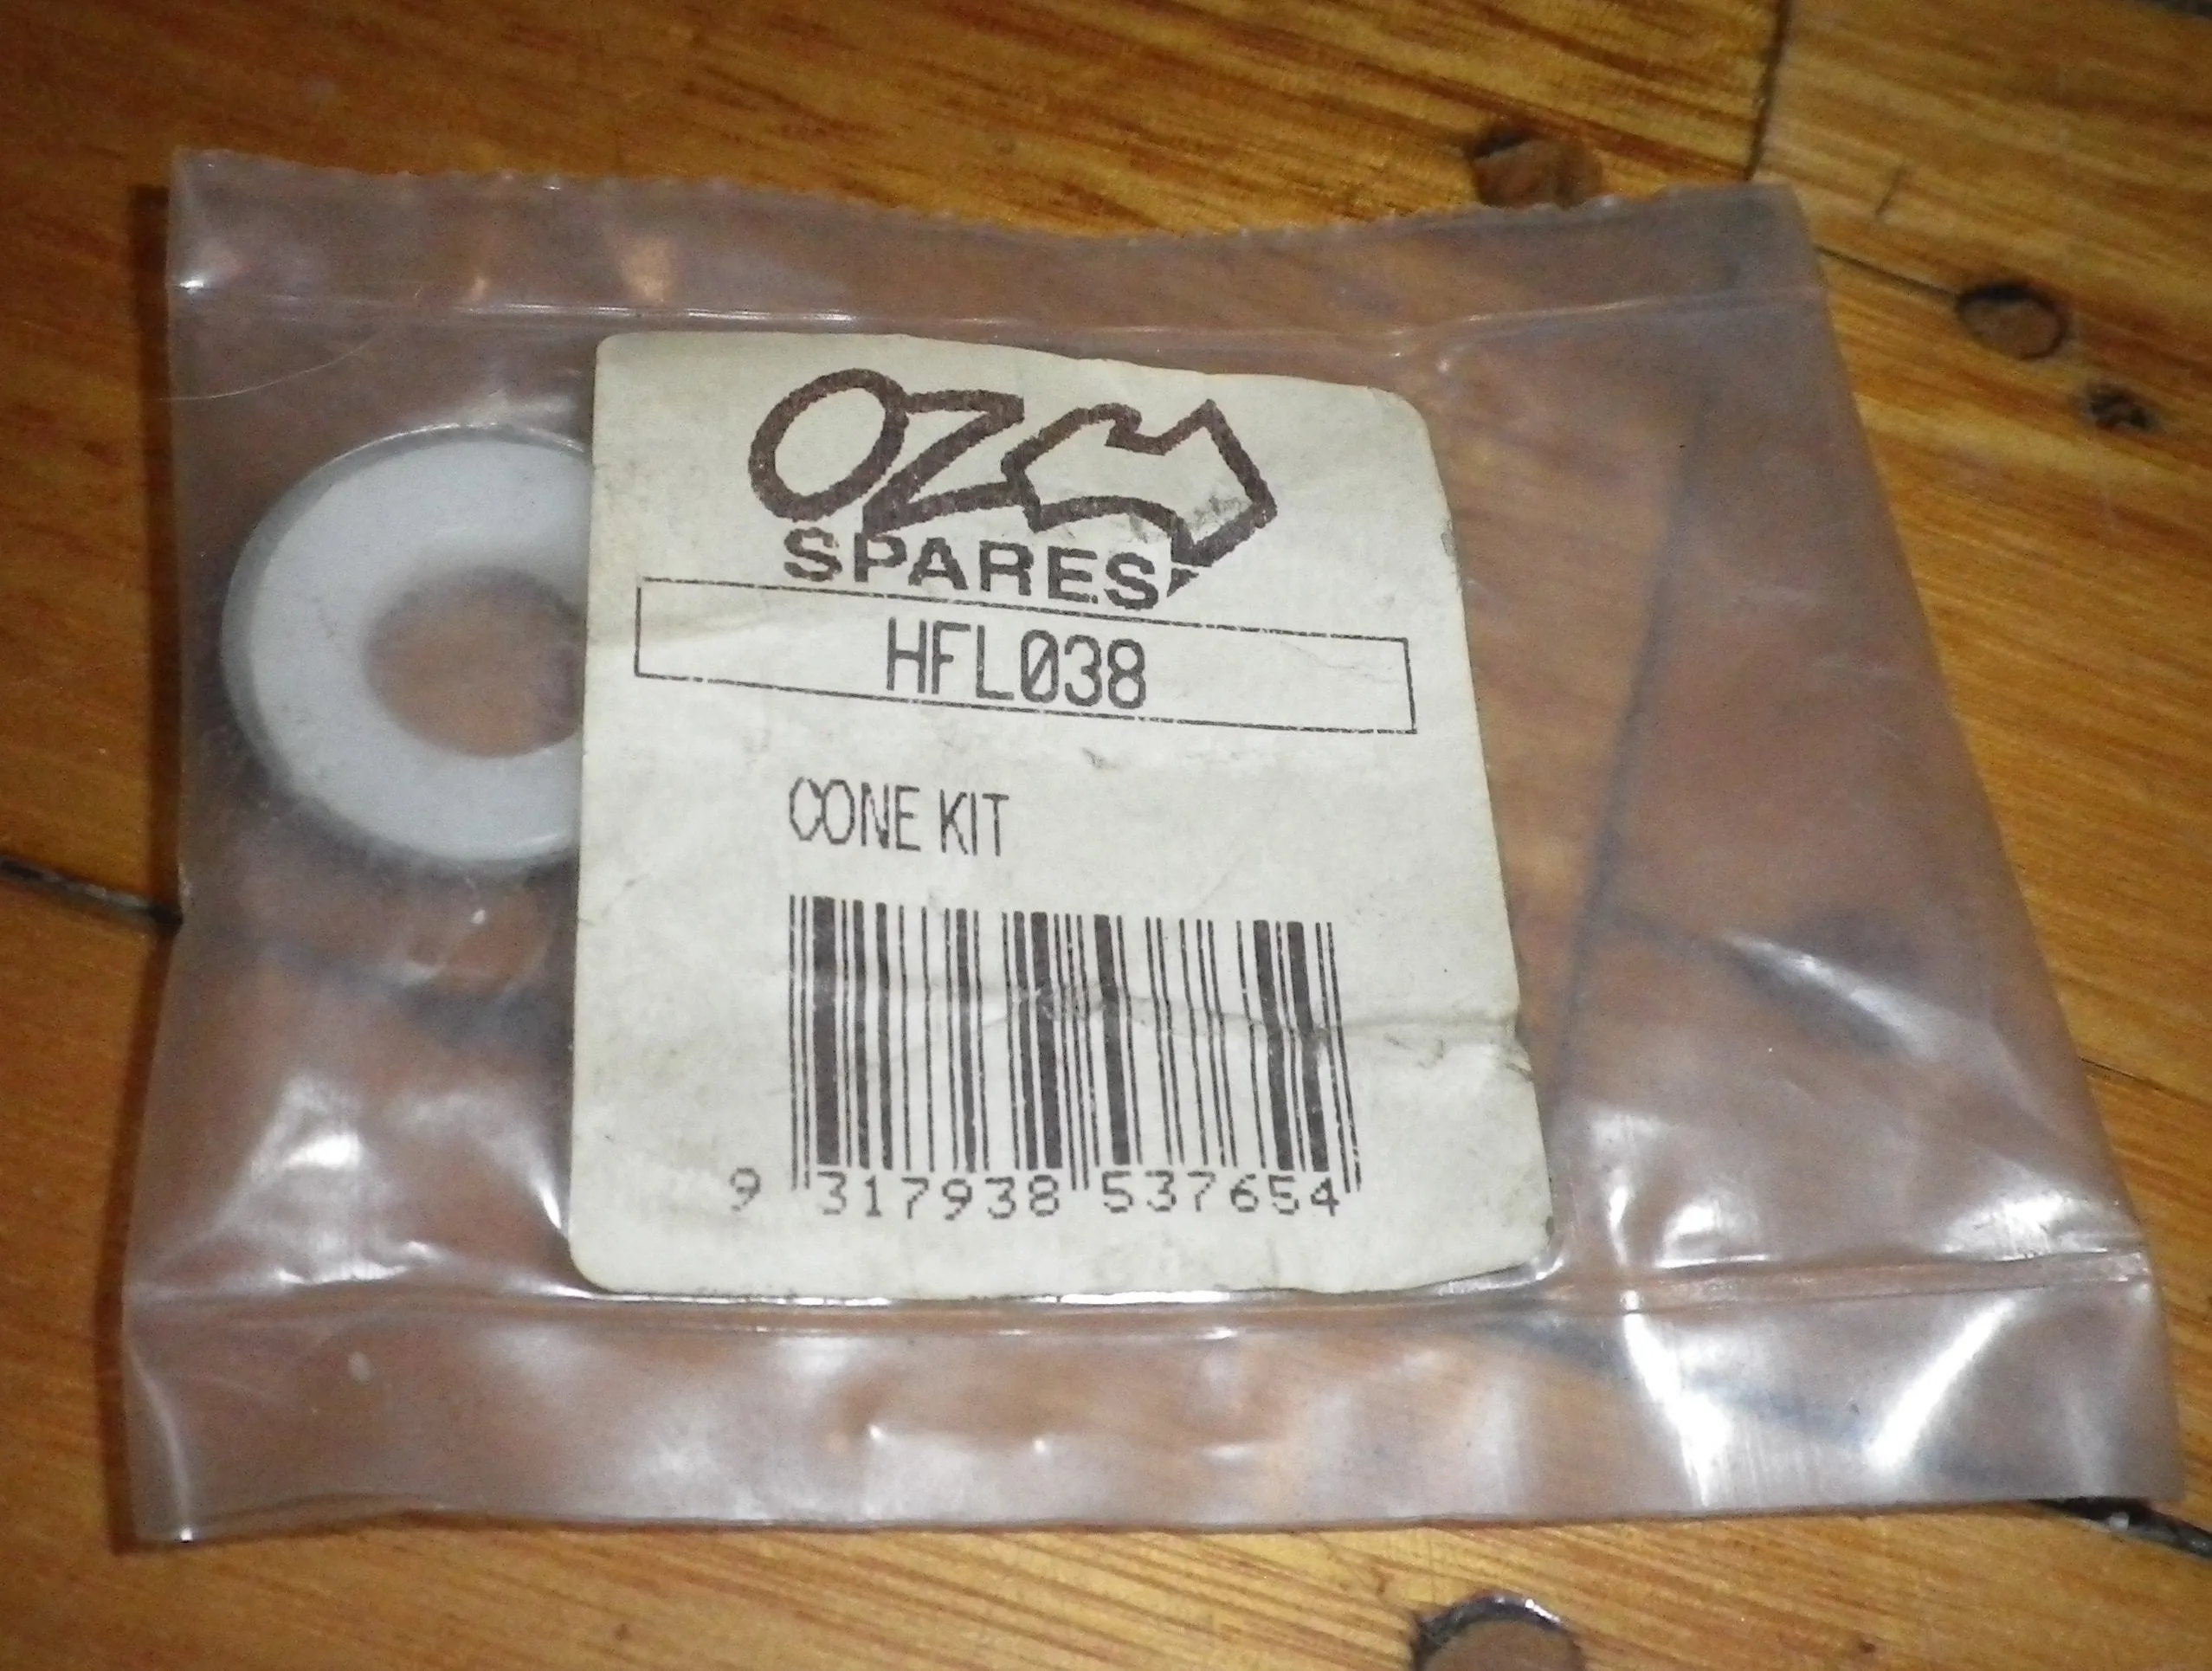 OZ
SPARES
HFL038
CONE KIT
9 317938 537654